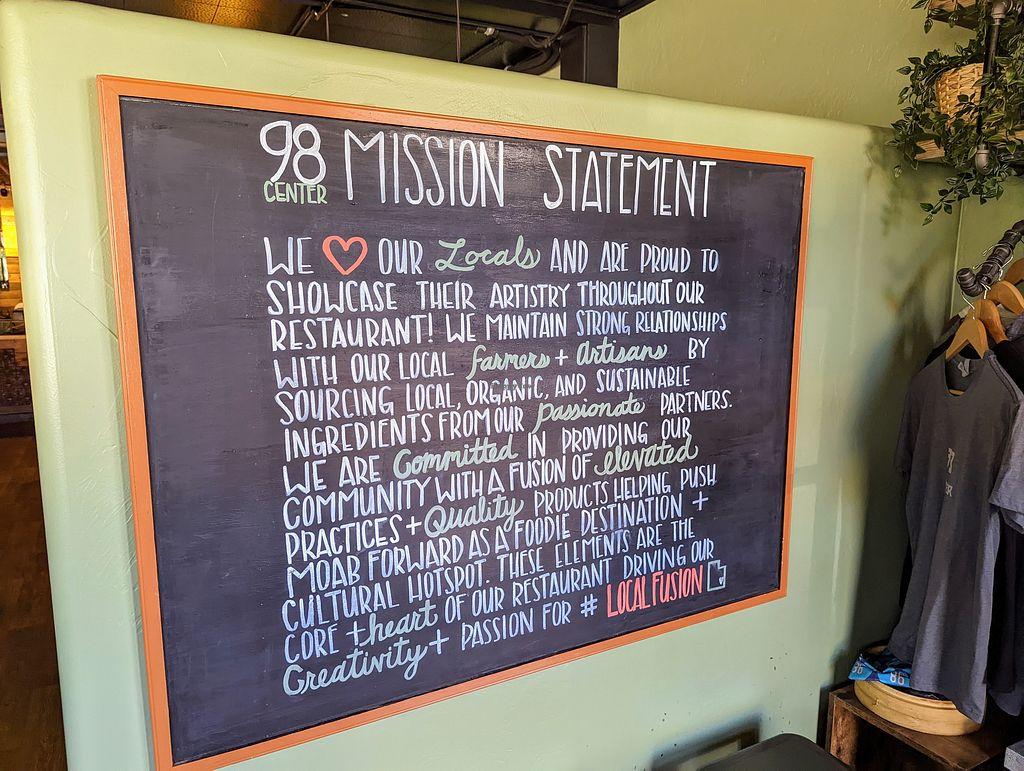 98 MISSION STATEMENT
CENTER
WE ❤ OUR Locals AND ARE PROUD TO
SHOWCASE THEIR ARTISTRY THROUGHOUT OUR
RESTAURANT! WE MAINTAIN STRONG RELATIONSHIPS
WITH OUR LOCAL farmers + artisans BY
SOURCING LOCAL, ORGANIC, AND SUSTAINABLE
INGREDIENTS FROM OUR passionate PARTNERS.
WE ARE Committed IN PROVIDING OUR
COMMUNITY WITH A FUSION OF elevated
PRACTICES + Quality PRODUCTS HELPING PUSH
MOAB FORWARD AS A FOODIE DESTINATION +
CULTURAL HOTSPOT. THESE ELEMENTS ARE THE
CORE + heart OF OUR RESTAURANT DRIVING OUR
Creativity + PASSION FOR # LOCAL FUSION